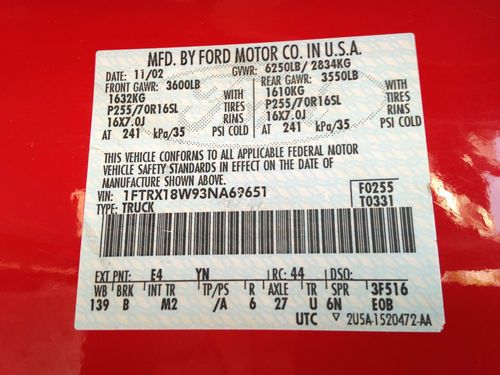 MFD. BY FORD MOTOR CO. IN U.S.A.
DATE: 11/02 GVWR: 6250LB/ 2834KG
FRONT GAWR: 3600LB REAR GAWR: 3550LB
1632KG WITH 1610KG WITH
P255/70R16SL TIRES P255/70R16SL TIRES
16X7.0J RIMS 16X7.0J RIMS
AT 241 kPa/35 PSI COLD AT 241 kPa/35 PSI COLD
THIS VEHICLE CONFORMS TO ALL APPLICABLE FEDERAL MOTOR
VEHICLE SAFETY STANDARDS IN EFFECT ON THE DATE OF
MANUFACTURE SHOWN ABOVE.
VIN: 1FTRX18W93NA69651 F0255
TYPE: TRUCK T0331
EXT PNT: E4 YN RC: 44 DSO:
WB BRK INT TR TP/PS R AXLE TR SPR 3F516
139 B M2 /A 6 27 U 6N EOB
UTC ▽ 2U5A-1520472-AA